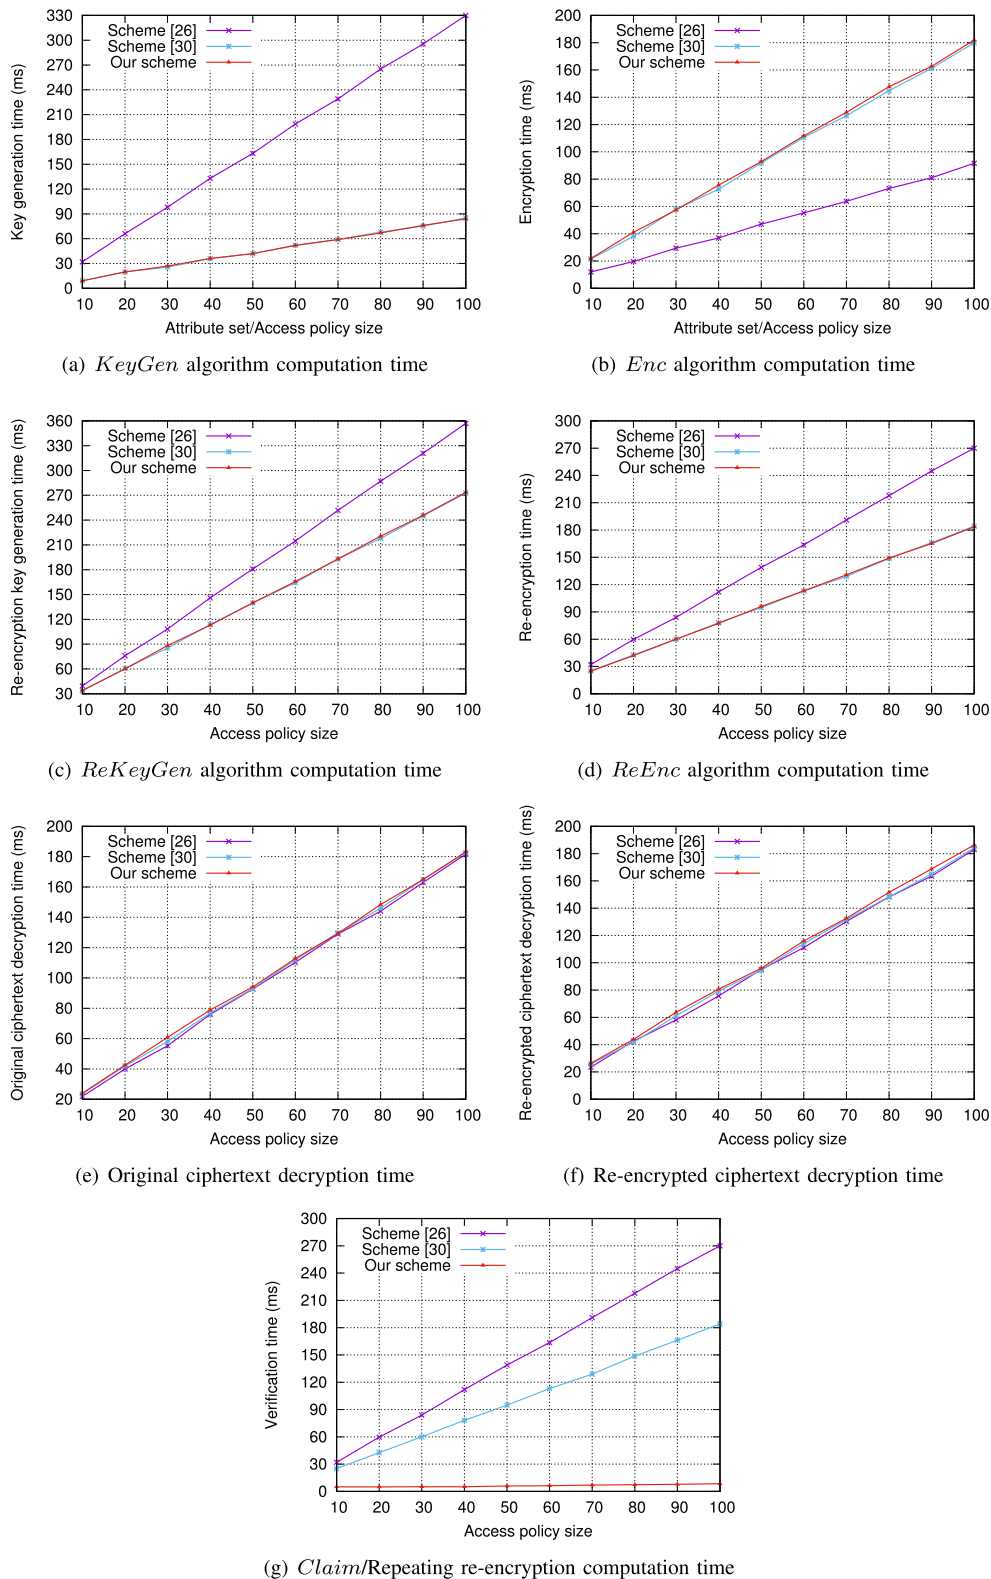 Key generation time (ms)
330
300
270
240
210
180
150
120
90
60
30
0
Scheme [26]
Scheme [30]
Our scheme
10 20 30 40 50 60 70 80 90 100
Attribute set/Access policy size
(a) KeyGen algorithm computation time
Encryption time (ms)
200
180
160
140
120
100
80
60
40
20
0
Scheme [26]
Scheme [30]
Our scheme
10 20 30 40 50 60 70 80 90 100
Attribute set/Access policy size
(b) Enc algorithm computation time
Re-encryption key generation time (ms)
360
330
300
270
240
210
180
150
120
90
60
30
Scheme [26]
Scheme [30]
Our scheme
10 20 30 40 50 60 70 80 90 100
Access policy size
(c) ReKeyGen algorithm computation time
Re-encryption time (ms)
300
270
240
210
180
150
120
90
60
30
0
Scheme [26]
Scheme [30]
Our scheme
10 20 30 40 50 60 70 80 90 100
Access policy size
(d) ReEnc algorithm computation time
Original ciphertext decryption time (ms)
200
180
160
140
120
100
80
60
40
20
Scheme [26]
Scheme [30]
Our scheme
10 20 30 40 50 60 70 80 90 100
Access policy size
(e) Original ciphertext decryption time
Re-encrypted ciphertext decryption time (ms)
200
180
160
140
120
100
80
60
40
20
0
Scheme [26]
Scheme [30]
Our scheme
10 20 30 40 50 60 70 80 90 100
Access policy size
(f) Re-encrypted ciphertext decryption time
Verification time (ms)
300
270
240
210
180
150
120
90
60
30
0
Scheme [26]
Scheme [30]
Our scheme
10 20 30 40 50 60 70 80 90 100
Access policy size
(g) Claim/Repeating re-encryption computation time